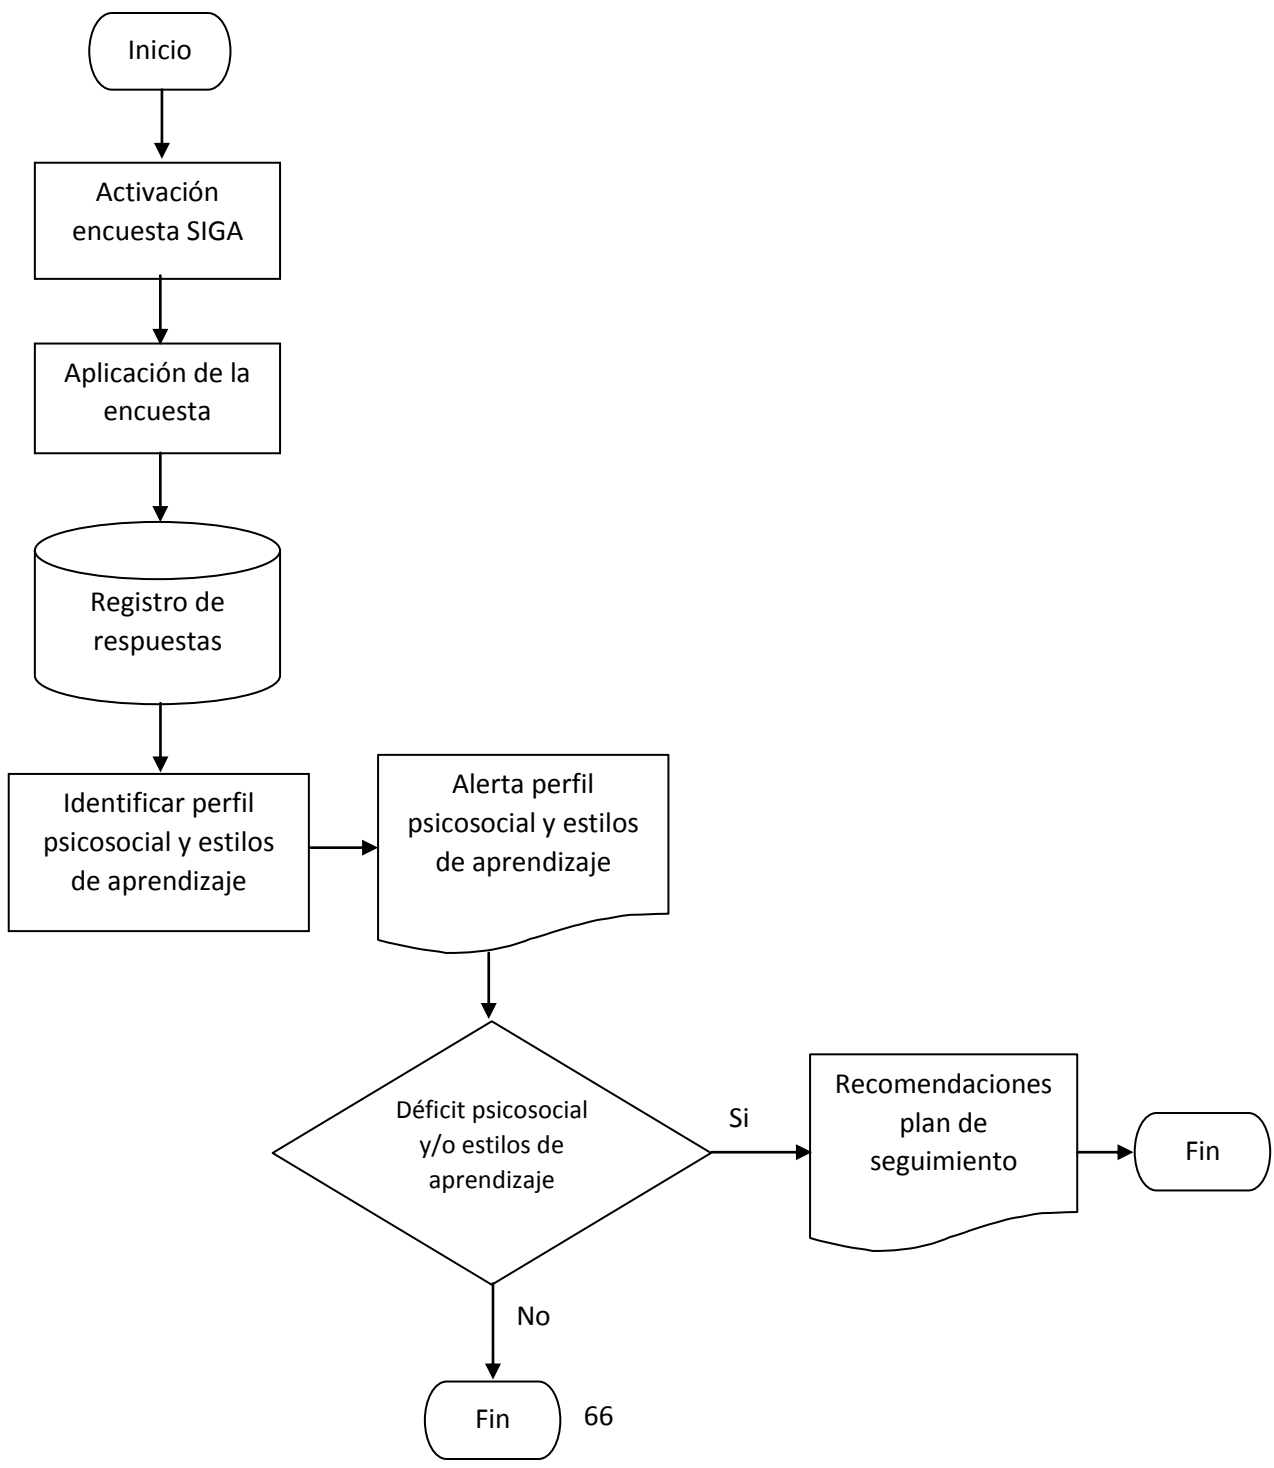 Inicio
Activación
encuesta SIGA
Aplicación de la
encuesta
Registro de
respuestas
Identificar perfil
psicosocial y estilos
de aprendizaje
Alerta perfil
psicosocial y estilos
de aprendizaje
Déficit psicosocial
y/o estilos de
aprendizaje
Si
Recomendaciones
plan de
seguimiento
Fin
No
Fin
66